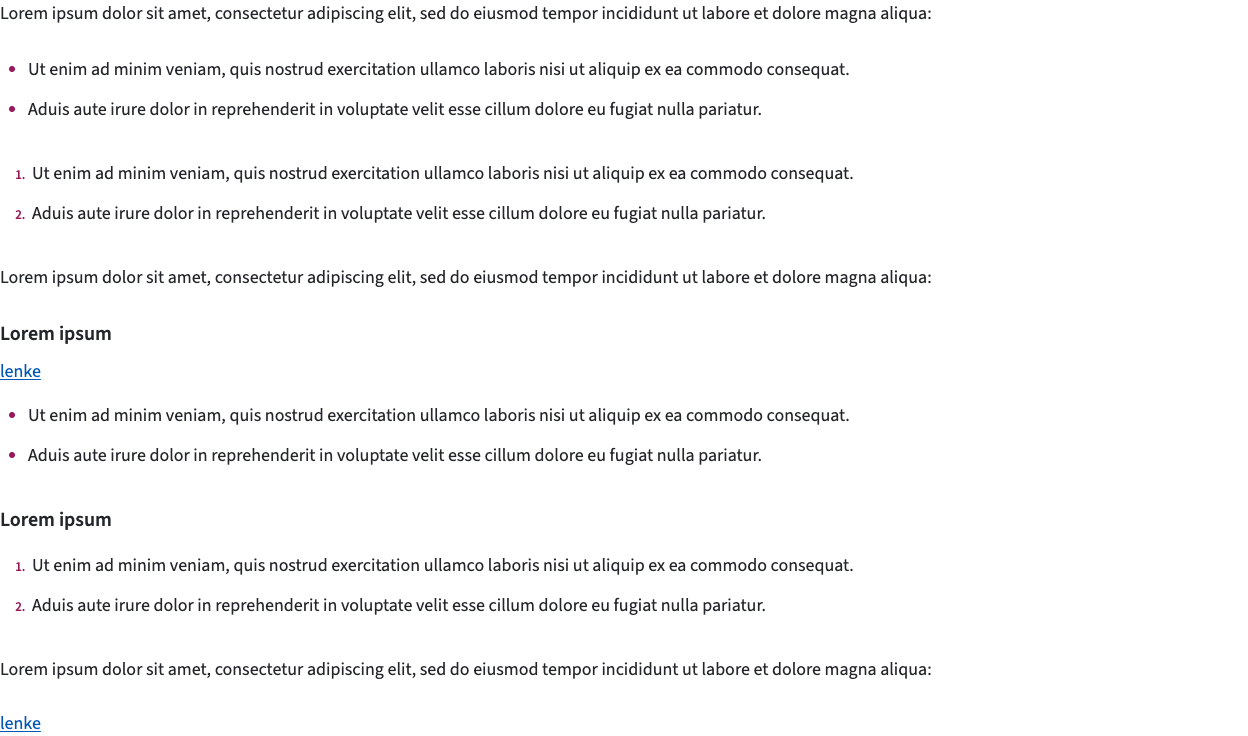 Lorem ipsum dolor sit amet, consectetur adipiscing elit, sed do eiusmod tempor incididunt ut labore et dolore magna aliqua:
• Ut enim ad minim veniam, quis nostrud exercitation ullamco laboris nisi ut aliquip ex ea commodo consequat.
• Aduis aute irure dolor in reprehenderit in voluptate velit esse cillum dolore eu fugiat nulla pariatur.
1. Ut enim ad minim veniam, quis nostrud exercitation ullamco laboris nisi ut aliquip ex ea commodo consequat.
2. Aduis aute irure dolor in reprehenderit in voluptate velit esse cillum dolore eu fugiat nulla pariatur.
Lorem ipsum dolor sit amet, consectetur adipiscing elit, sed do eiusmod tempor incididunt ut labore et dolore magna aliqua:
Lorem ipsum
lenke
• Ut enim ad minim veniam, quis nostrud exercitation ullamco laboris nisi ut aliquip ex ea commodo consequat.
• Aduis aute irure dolor in reprehenderit in voluptate velit esse cillum dolore eu fugiat nulla pariatur.
Lorem ipsum
1. Ut enim ad minim veniam, quis nostrud exercitation ullamco laboris nisi ut aliquip ex ea commodo consequat.
2. Aduis aute irure dolor in reprehenderit in voluptate velit esse cillum dolore eu fugiat nulla pariatur.
Lorem ipsum dolor sit amet, consectetur adipiscing elit, sed do eiusmod tempor incididunt ut labore et dolore magna aliqua:
lenke